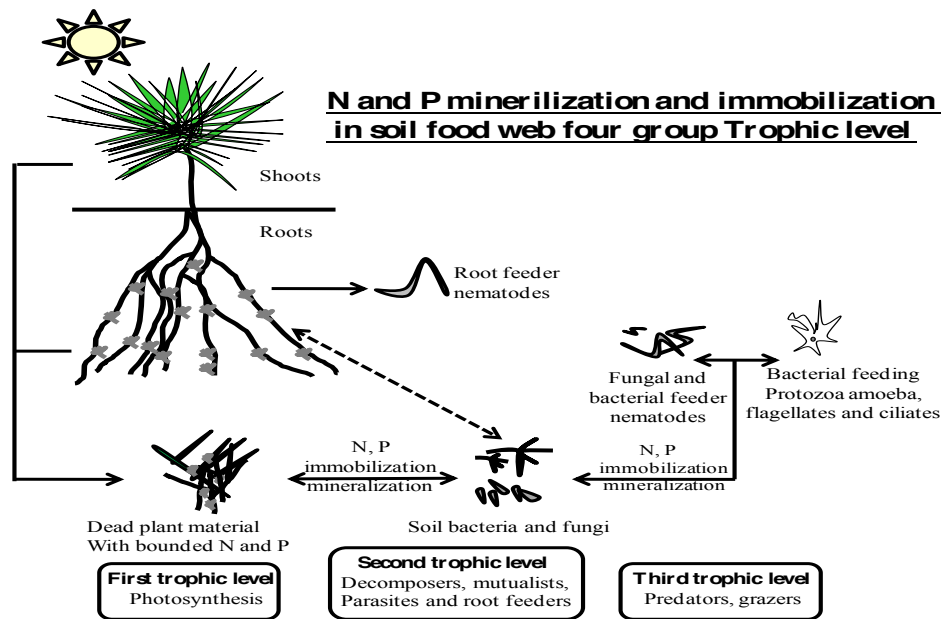 N and P minerilization and immobilization
in soil food web four group Trophic level
Shoots
Roots
Root feeder
nematodes
Fungal and
bacterial feeder
nematodes
Bacterial feeding
Protozoa amoeba,
flagellates and ciliates
N, P
immobilization
mineralization
N, P
immobilization
mineralization
Dead plant material
With bounded N and P
Soil bacteria and fungi
First trophic level
Photosynthesis
Second trophic level
Decomposers, mutualists,
Parasites and root feeders
Third trophic level
Predators, grazers